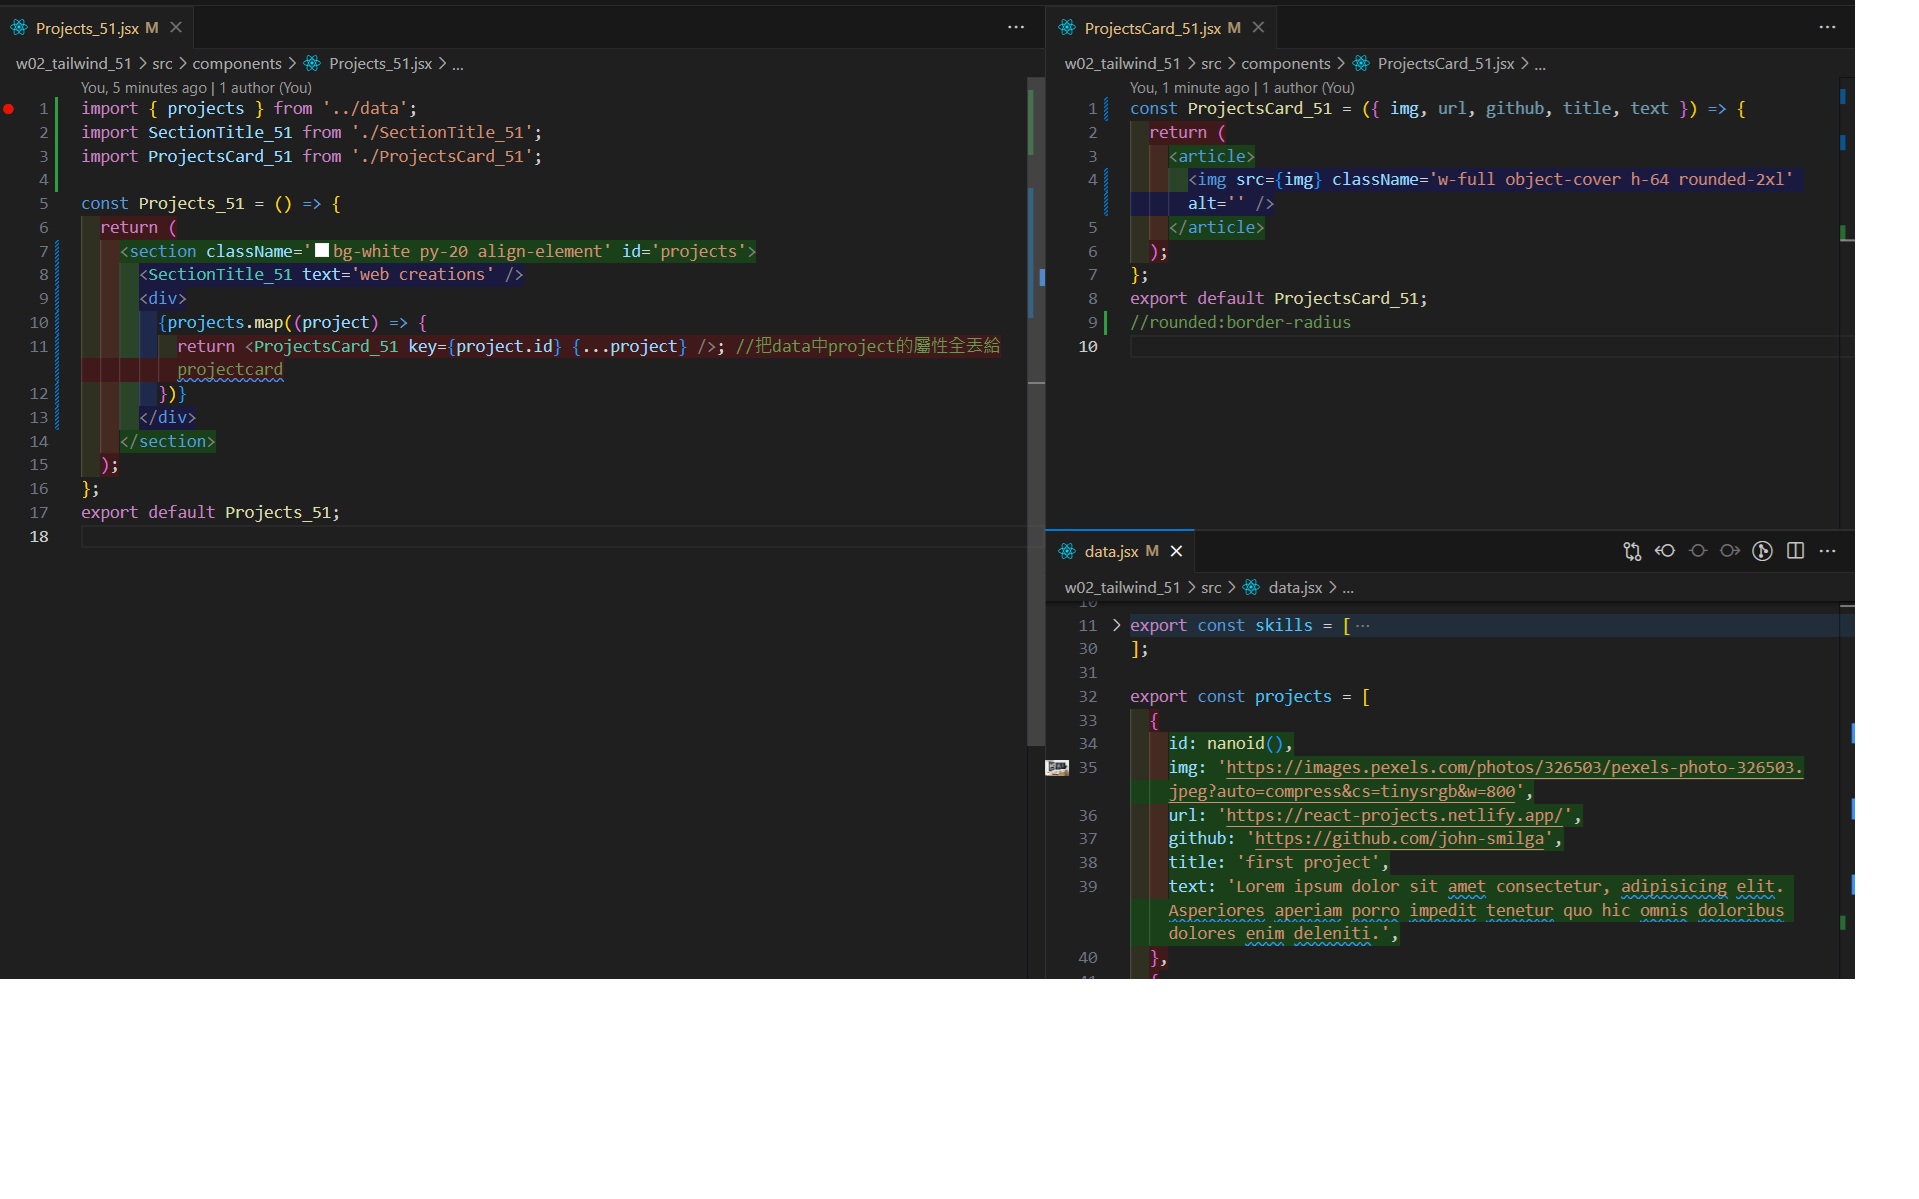 Projects_51.jsx M
w02_tailwind_51 > src > components > Projects_51.jsx > ...
You, 5 minutes ago | 1 author (You)
1 import { projects } from '../data';
2 import SectionTitle_51 from './SectionTitle_51';
3 import ProjectsCard_51 from './ProjectsCard_51';
4
5 const Projects_51 = () => {
6 return (
7 <section className='bg-white py-20 align-element' id='projects'>
8 <SectionTitle_51 text='web creations' />
9 <div>
10 {projects.map((project) => {
11 return <ProjectsCard_51 key={project.id} {...project} />; //把data中project的屬性全丟給
projectcard
12 })}
13 </div>
14 </section>
15 );
16 };
17 export default Projects_51;
18
ProjectsCard_51.jsx M
w02_tailwind_51 > src > components > ProjectsCard_51.jsx > ...
You, 1 minute ago | 1 author (You)
1 const ProjectsCard_51 = ({ img, url, github, title, text }) => {
2 return (
3 <article>
4 <img src={img} className='w-full object-cover h-64 rounded-2xl'
alt='' />
5 </article>
6 );
7 };
8 export default ProjectsCard_51;
9 //rounded:border-radius
10
data.jsx M
w02_tailwind_51 > src > data.jsx > ...
10
11 export const skills = [ ...
30 ];
31
32 export const projects = [
33 {
34 id: nanoid(),
35 img: 'https://images.pexels.com/photos/326503/pexels-photo-326503.
jpeg?auto=compress&cs=tinysrgb&w=800',
36 url: 'https://react-projects.netlify.app/',
37 github: 'https://github.com/john-smilga',
38 title: 'first project',
39 text: 'Lorem ipsum dolor sit amet consectetur, adipisicing elit.
Asperiores aperiam porro impedit tenetur quo hic omnis doloribus
dolores enim deleniti.',
40 },
41 {